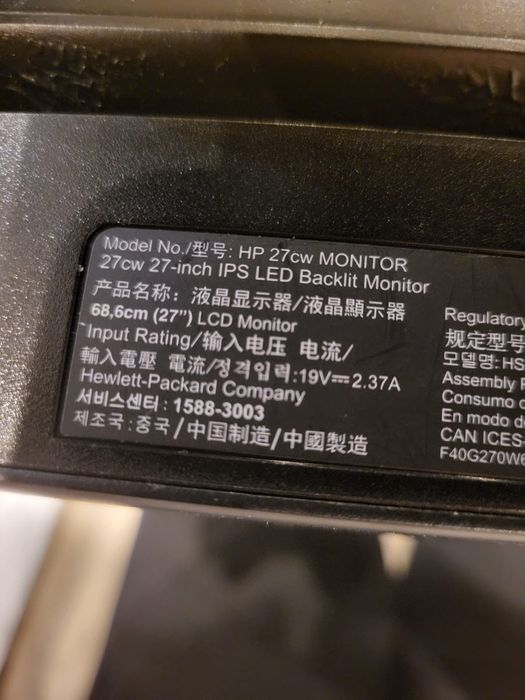 Model No./型号: HP 27cw MONITOR
27cw 27-inch IPS LED Backlit Monitor
产品名称: 液晶显示器/液晶顯示器
68,6cm (27") LCD Monitor
Input Rating/输入电压 电流/
輸入電壓 電流/정격입력:19V⎓2.37A
Hewlett-Packard Company
서비스센터 : 1588-3003
제조국 : 중국/中国制造/中國製造
Regulatory
规定型号
모델명: HS
Assembly
Consumo
En modo de
CAN ICES
F40G270W